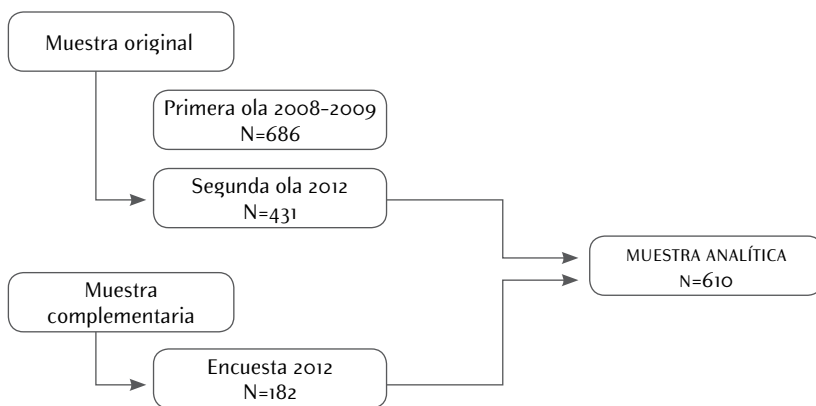 Muestra original
Primera ola 2008-2009
N=686
Segunda ola 2012
N=431
MUESTRA ANALÍTICA
N=610
Muestra
complementaria
Encuesta 2012
N=182